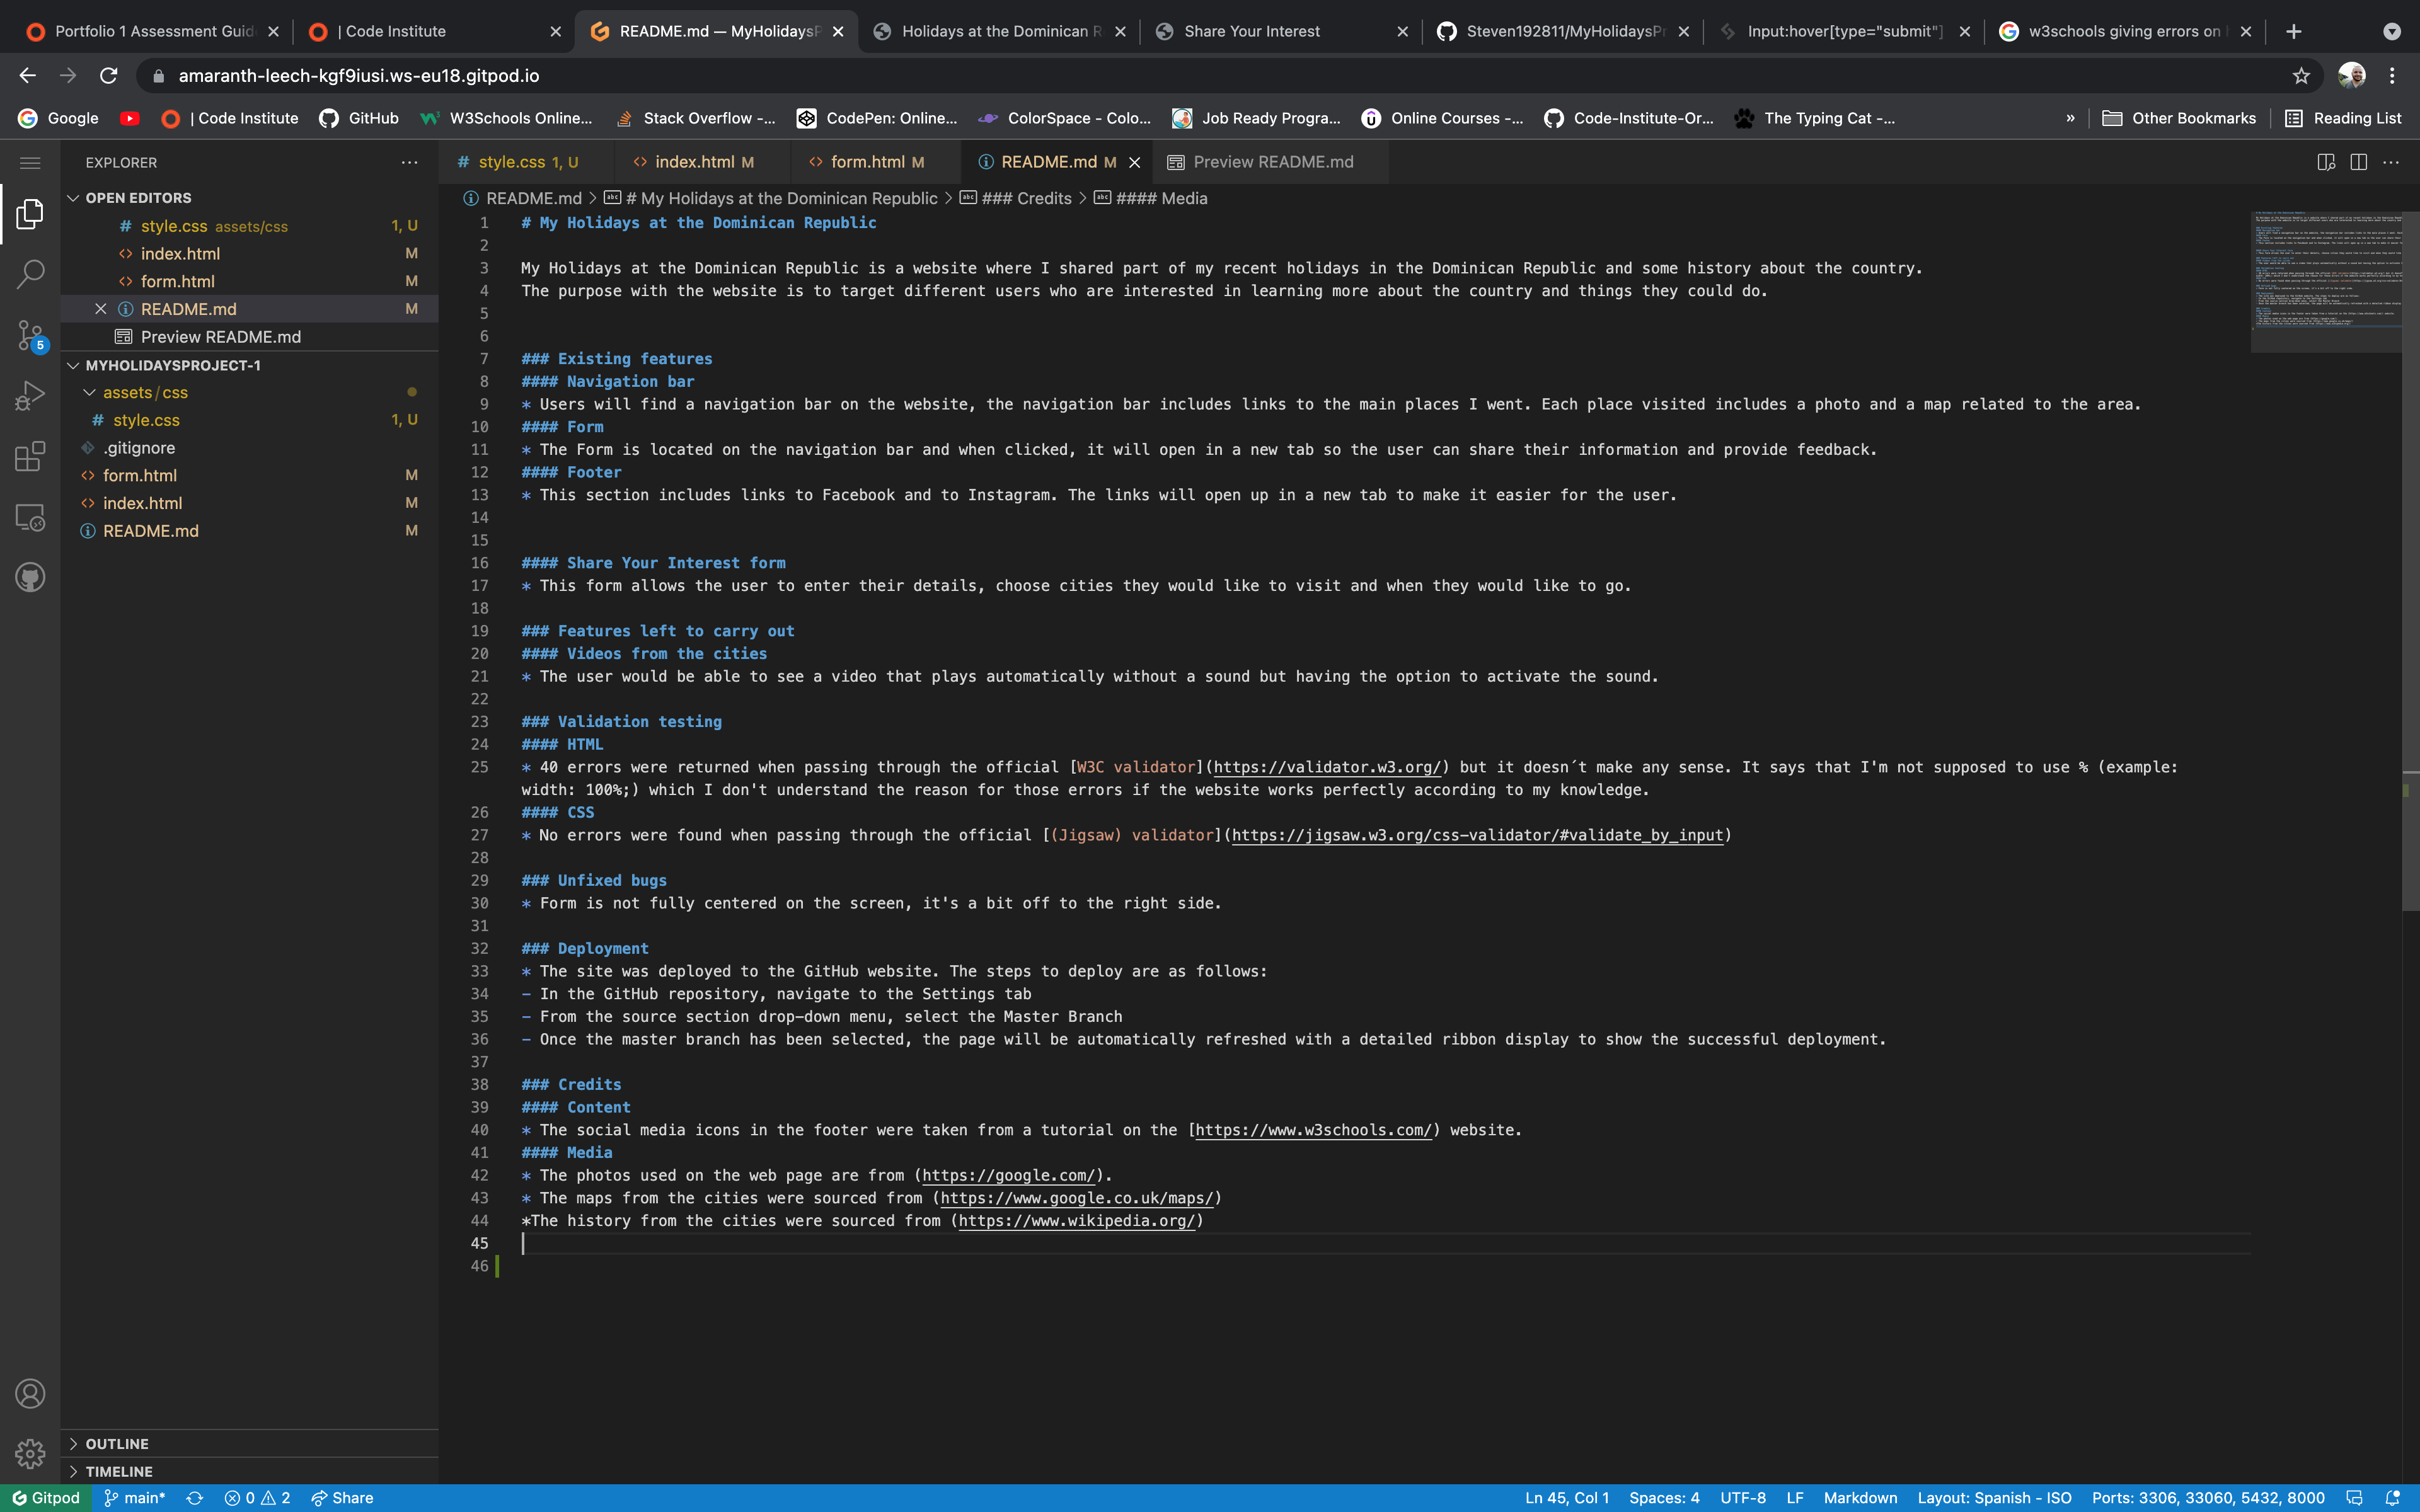 Portfolio 1 Assessment Guid
| Code Institute
README.md — MyHolidaysP
Holidays at the Dominican R
Share Your Interest
Steven192811/MyHolidaysPr
Input:hover[type="submit"]
w3schools giving errors on
amaranth-leech-kgf9iusi.ws-eu18.gitpod.io
Google
| Code Institute
GitHub
W3Schools Online...
Stack Overflow -...
CodePen: Online...
ColorSpace - Colo...
Job Ready Progra...
Online Courses -...
Code-Institute-Or...
The Typing Cat -...
»
Other Bookmarks
Reading List
EXPLORER
# style.css 1, U
<> index.html M
<> form.html M
README.md M
Preview README.md
OPEN EDITORS
README.md > # My Holidays at the Dominican Republic > ### Credits > #### Media
# style.css assets/css 1, U
<> index.html M
<> form.html M
README.md M
Preview README.md
MYHOLIDAYSPROJECT-1
assets/css
# style.css 1, U
.gitignore
<> form.html M
<> index.html M
README.md M
5
OUTLINE
TIMELINE
1 # My Holidays at the Dominican Republic
2
3 My Holidays at the Dominican Republic is a website where I shared part of my recent holidays in the Dominican Republic and some history about the country.
4 The purpose with the website is to target different users who are interested in learning more about the country and things they could do.
5
6
7 ### Existing features
8 #### Navigation bar
9 * Users will find a navigation bar on the website, the navigation bar includes links to the main places I went. Each place visited includes a photo and a map related to the area.
10 #### Form
11 * The Form is located on the navigation bar and when clicked, it will open in a new tab so the user can share their information and provide feedback.
12 #### Footer
13 * This section includes links to Facebook and to Instagram. The links will open up in a new tab to make it easier for the user.
14
15
16 #### Share Your Interest form
17 * This form allows the user to enter their details, choose cities they would like to visit and when they would like to go.
18
19 ### Features left to carry out
20 #### Videos from the cities
21 * The user would be able to see a video that plays automatically without a sound but having the option to activate the sound.
22
23 ### Validation testing
24 #### HTML
25 * 40 errors were returned when passing through the official [W3C validator](https://validator.w3.org/) but it doesn´t make any sense. It says that I'm not supposed to use % (example:
width: 100%;) which I don't understand the reason for those errors if the website works perfectly according to my knowledge.
26 #### CSS
27 * No errors were found when passing through the official [(Jigsaw) validator](https://jigsaw.w3.org/css-validator/#validate_by_input)
28
29 ### Unfixed bugs
30 * Form is not fully centered on the screen, it's a bit off to the right side.
31
32 ### Deployment
33 * The site was deployed to the GitHub website. The steps to deploy are as follows:
34 - In the GitHub repository, navigate to the Settings tab
35 - From the source section drop-down menu, select the Master Branch
36 - Once the master branch has been selected, the page will be automatically refreshed with a detailed ribbon display to show the successful deployment.
37
38 ### Credits
39 #### Content
40 * The social media icons in the footer were taken from a tutorial on the [https://www.w3schools.com/) website.
41 #### Media
42 * The photos used on the web page are from (https://google.com/).
43 * The maps from the cities were sourced from (https://www.google.co.uk/maps/)
44 *The history from the cities were sourced from (https://www.wikipedia.org/)
45
46
Gitpod
main*
0
2
Share
Ln 45, Col 1
Spaces: 4
UTF-8
LF
Markdown
Layout: Spanish - ISO
Ports: 3306, 33060, 5432, 8000